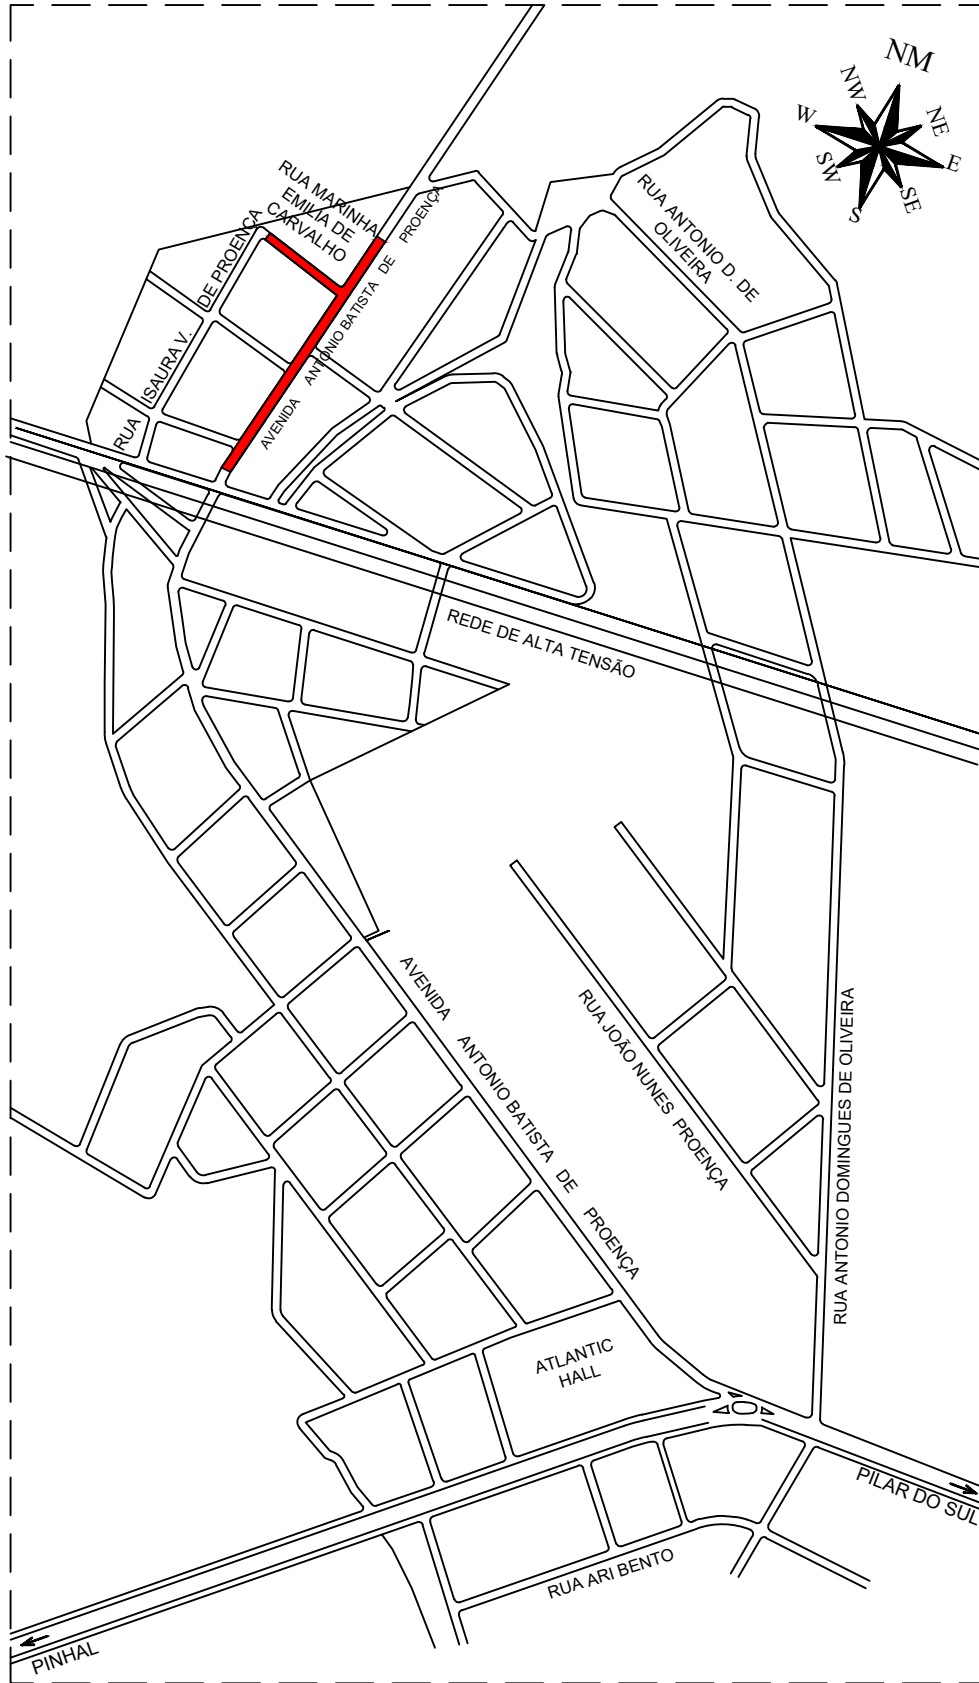 NM
NW
NE
W
E
SW
SE
S
RUA MARINHA
EMILIA DE
CARVALHO
RUA ISAURA V. DE PROENÇA
AVENIDA ANTONIO BATISTA DE PROENÇA
RUA ANTONIO D. DE
OLIVEIRA
REDE DE ALTA TENSÃO
AVENIDA ANTONIO BATISTA DE PROENÇA
RUA JOÃO NUNES PROENÇA
RUA ANTONIO DOMINGUES DE OLIVEIRA
ATLANTIC
HALL
PILAR DO SUL
RUA ARI BENTO
PINHAL